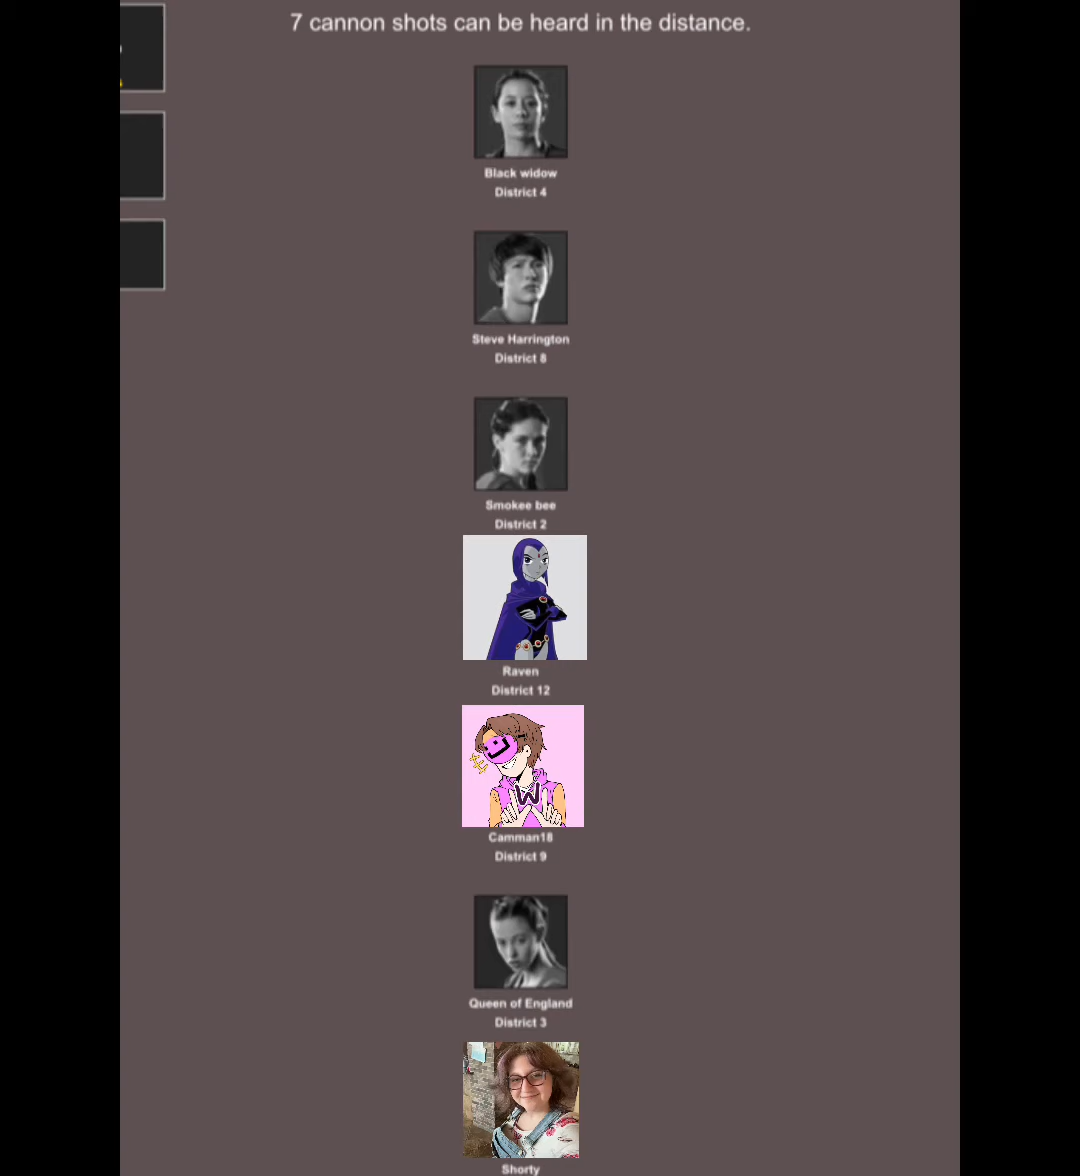 7 cannon shots can be heard in the distance.
Black widow
District 4
Steve Harrington
District 8
Smokee bee
District 2
Raven
District 12
W
Camman18
District 9
Queen of England
District 3
Shorty